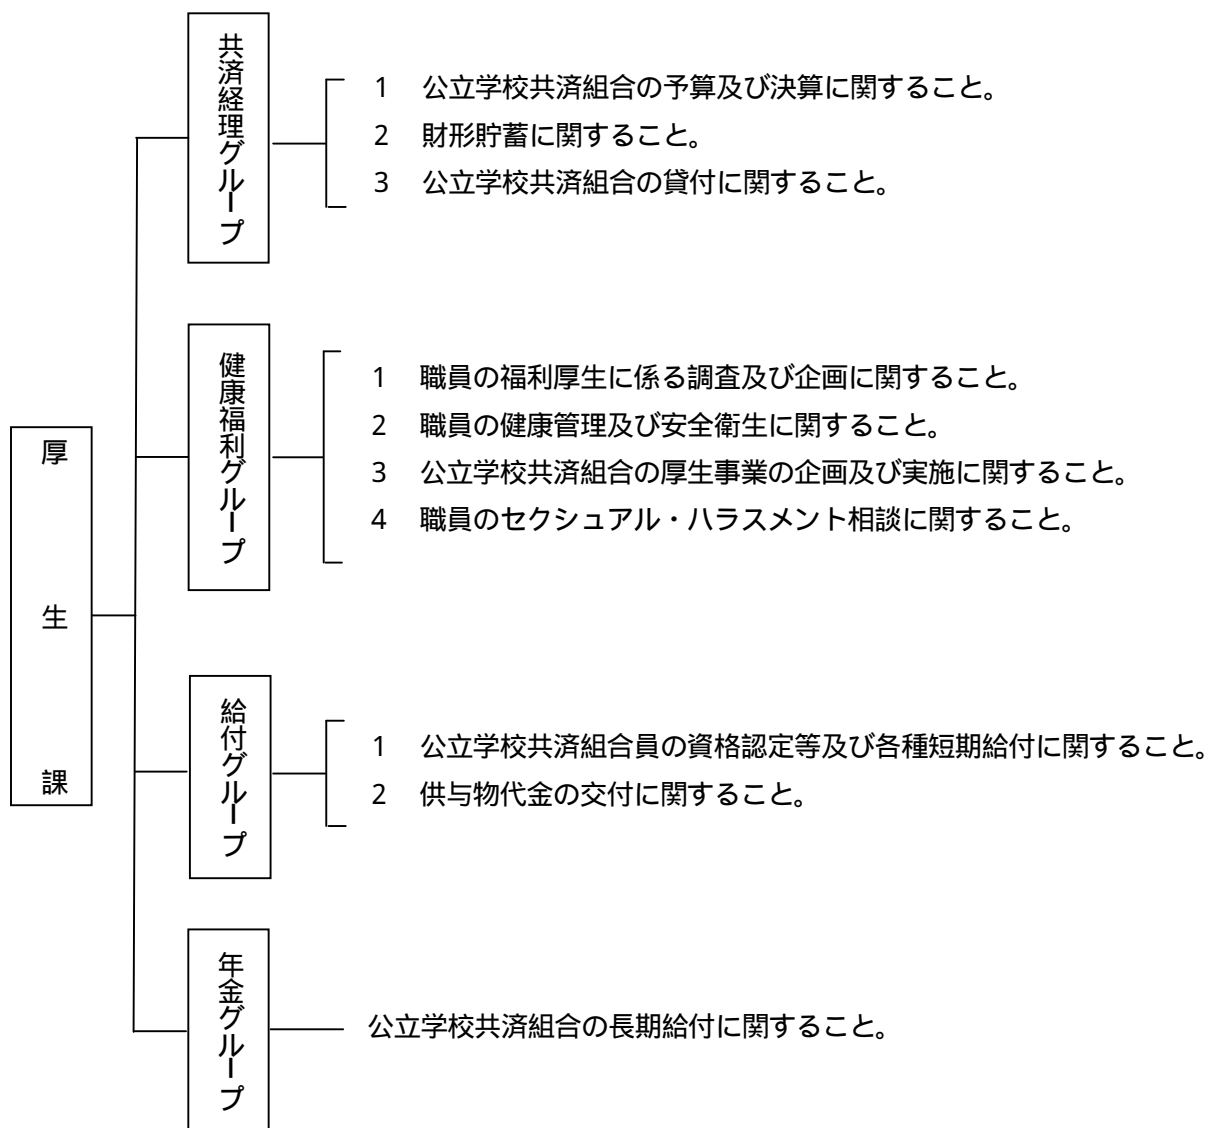 厚生課
共済経理グループ
1 公立学校共済組合の予算及び決算に関すること。
2 財形貯蓄に関すること。
3 公立学校共済組合の貸付に関すること。
健康福利グループ
1 職員の福利厚生に係る調査及び企画に関すること。
2 職員の健康管理及び安全衛生に関すること。
3 公立学校共済組合の厚生事業の企画及び実施に関すること。
4 職員のセクシュアル・ハラスメント相談に関すること。
給付グループ
1 公立学校共済組合員の資格認定等及び各種短期給付に関すること。
2 供与物代金の交付に関すること。
年金グループ
公立学校共済組合の長期給付に関すること。